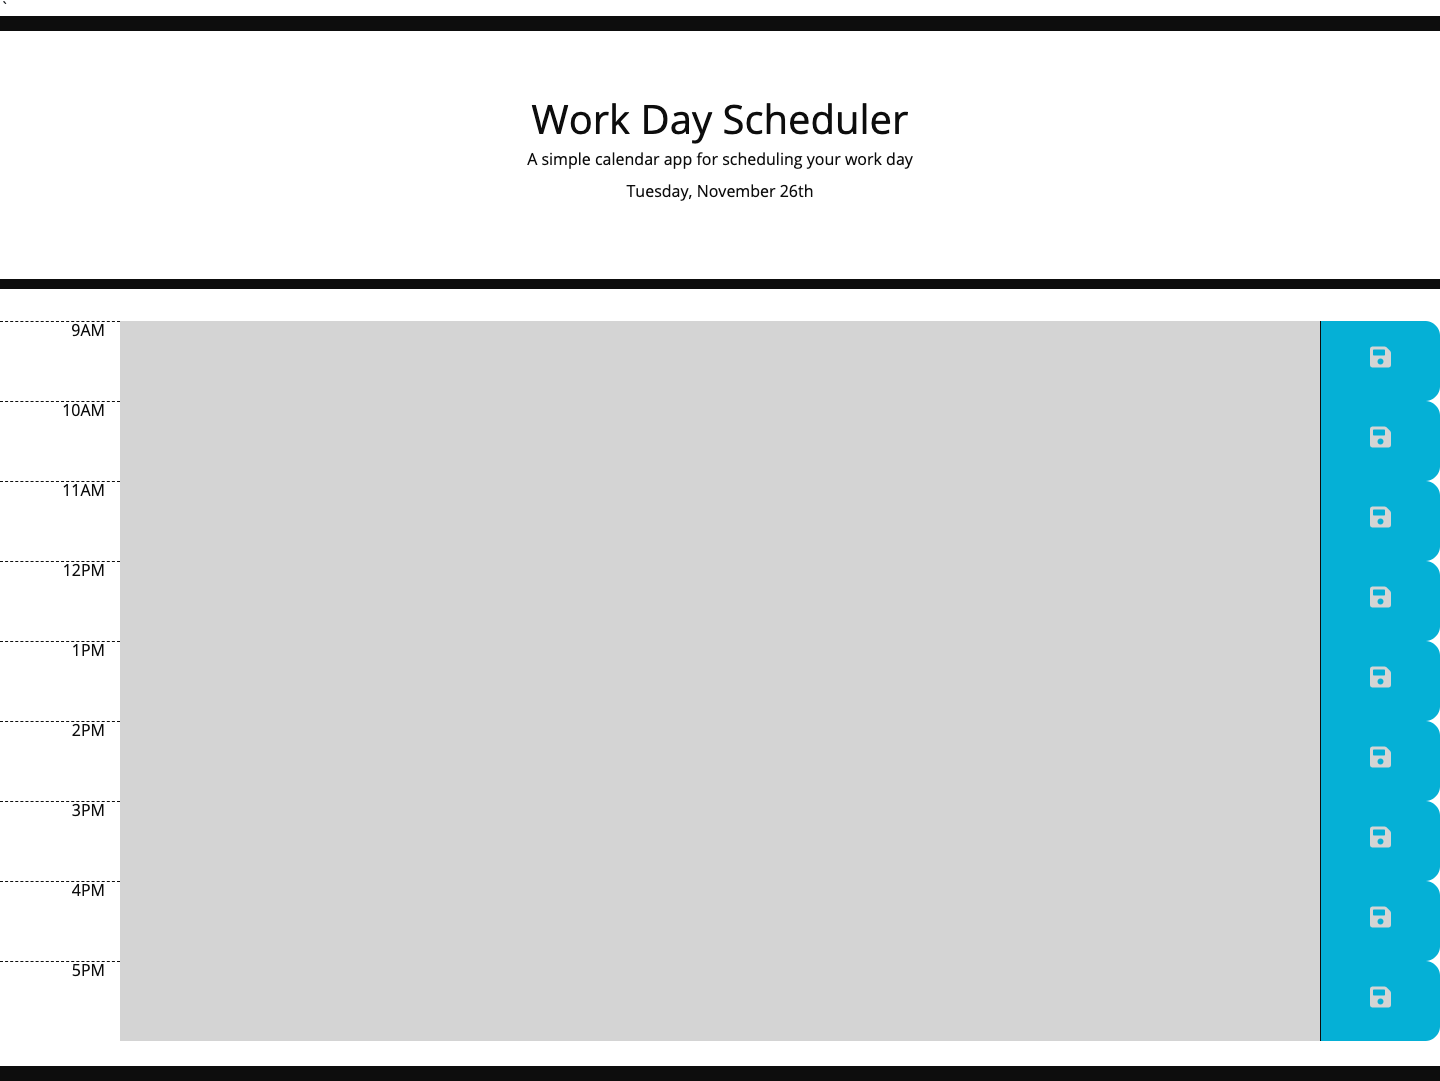 `
Work Day Scheduler
A simple calendar app for scheduling your work day
Tuesday, November 26th
9AM
10AM
11AM
12PM
1PM
2PM
3PM
4PM
5PM